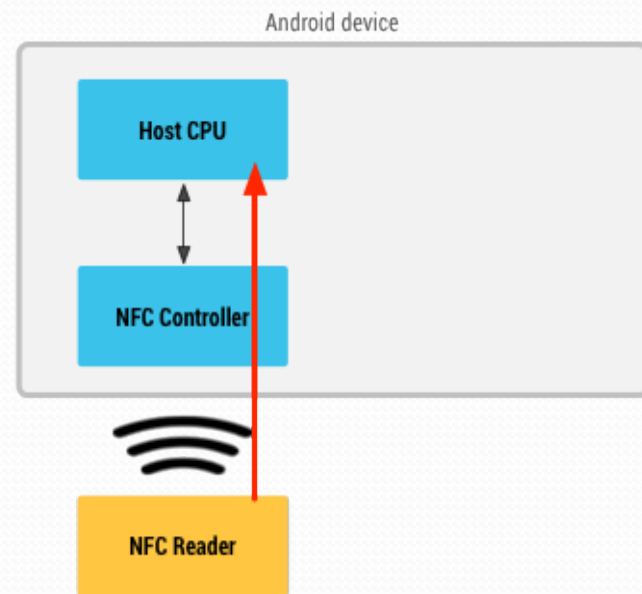 Android device
Host CPU
NFC Controller
NFC Reader